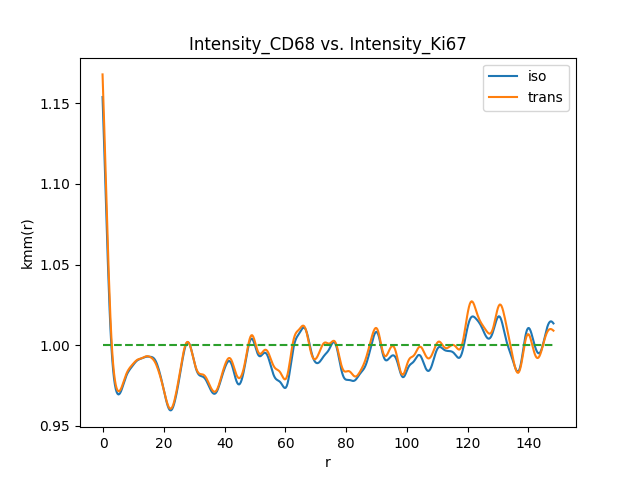 Intensity_CD68 vs. Intensity_Ki67
iso
trans
kmm(r)
1.15
1.10
1.05
1.00
0.95
0 20 40 60 80 100 120 140
r